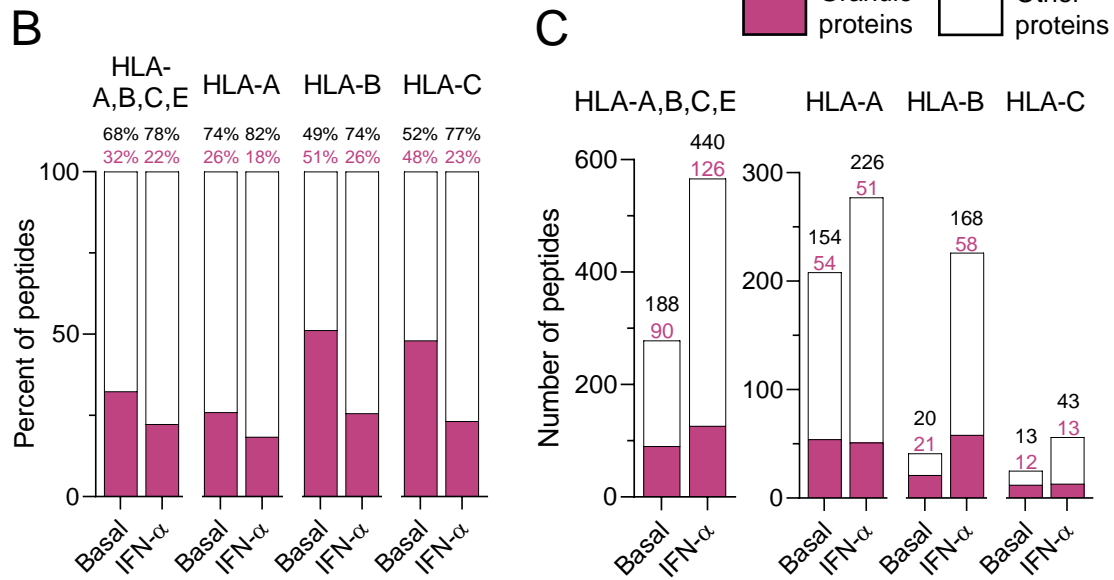 B
HLA-
A,B,C,E
HLA-A
HLA-B
HLA-C
68% 78%
74% 82%
49% 74%
52% 77%
32% 22%
26% 18%
51% 26%
48% 23%
Percent of peptides
100
50
0
Basal
IFN-α
Basal
IFN-α
Basal
IFN-α
Basal
IFN-α
C
proteins
proteins
HLA-A,B,C,E
HLA-A
HLA-B
HLA-C
Number of peptides
600
400
200
0
188
90
440
126
Basal
IFN-α
300
200
100
0
154
54
226
51
20
21
168
58
13
12
43
13
Basal
IFN-α
Basal
IFN-α
Basal
IFN-α